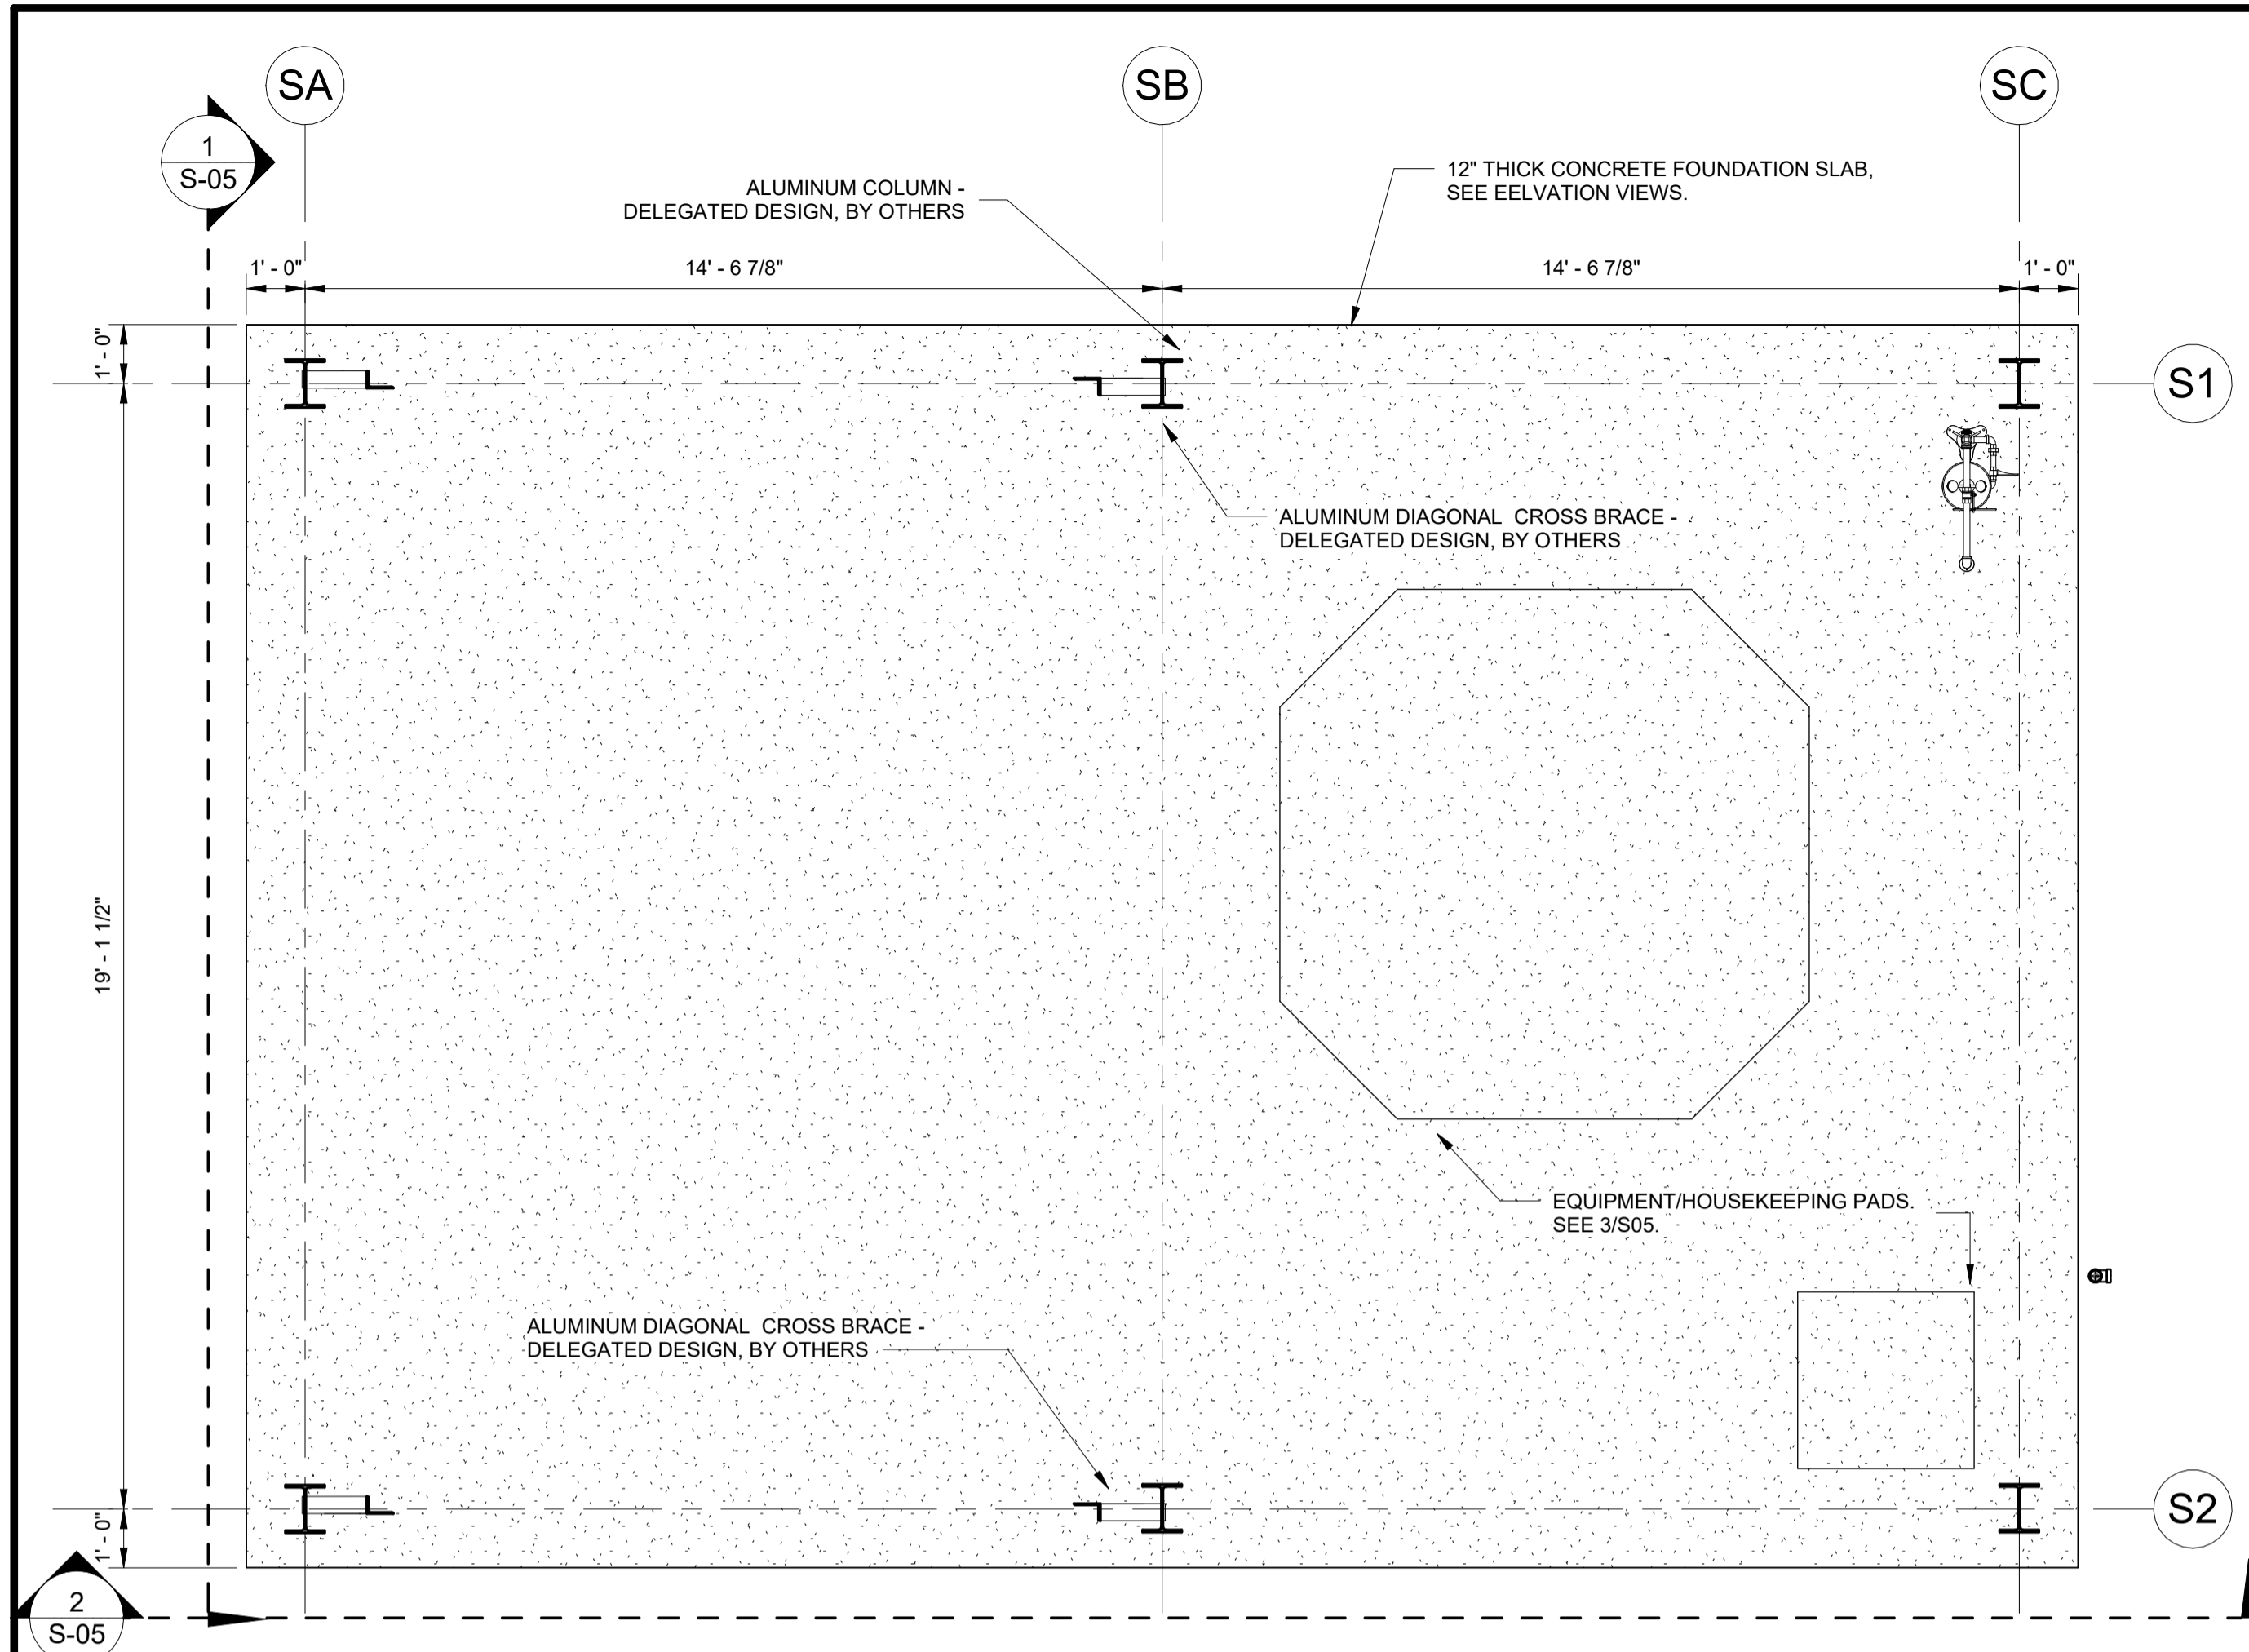 SA
SB
SC
1
S-05
ALUMINUM COLUMN -
DELEGATED DESIGN, BY OTHERS
12" THICK CONCRETE FOUNDATION SLAB,
SEE EELVATION VIEWS.
1' - 0"
14' - 6 7/8"
14' - 6 7/8"
1' - 0"
1' - 0"
S1
ALUMINUM DIAGONAL CROSS BRACE -
DELEGATED DESIGN, BY OTHERS
19' - 1 1/2"
EQUIPMENT/HOUSEKEEPING PADS.
SEE 3/S05.
ALUMINUM DIAGONAL CROSS BRACE -
DELEGATED DESIGN, BY OTHERS
S2
1' - 0"
2
S-05